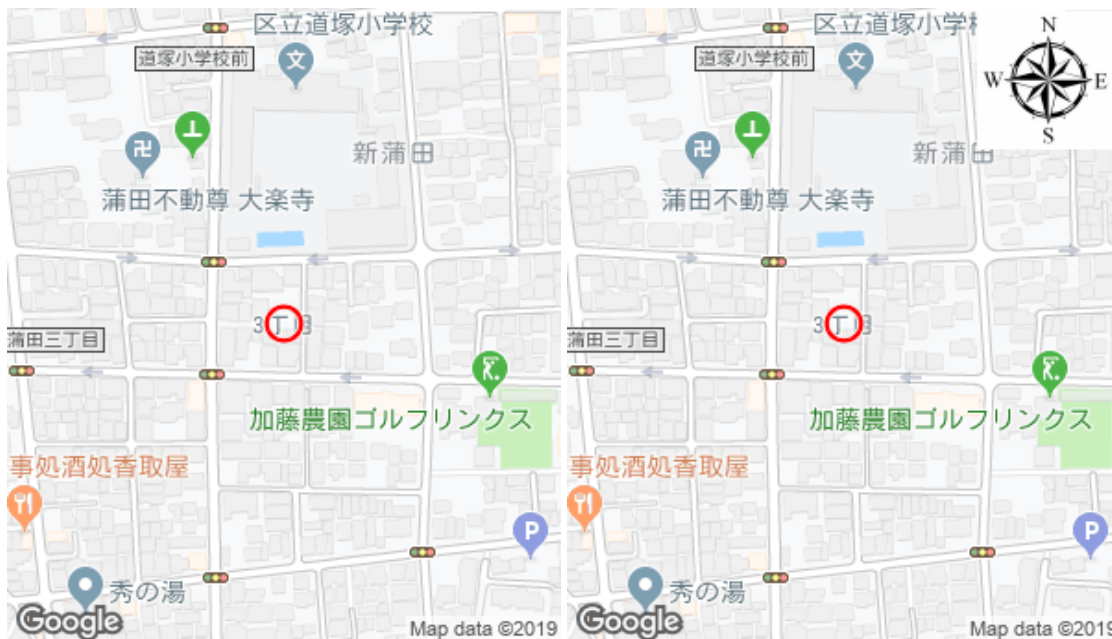 区立道塚小学校
道塚小学校前
文
新蒲田
卍
蒲田不動尊 大楽寺
3丁目
蒲田三丁目
加藤農園ゴルフリンクス
事処酒処香取屋
P
秀の湯
Google
Map data ©2019
区立道塚小学
道塚小学校前
文
新蒲田
卍
蒲田不動尊 大楽寺
3丁目
蒲田三丁目
加藤農園ゴルフリンクス
事処酒処香取屋
P
秀の湯
Google
Map data ©2019
N
W
E
S